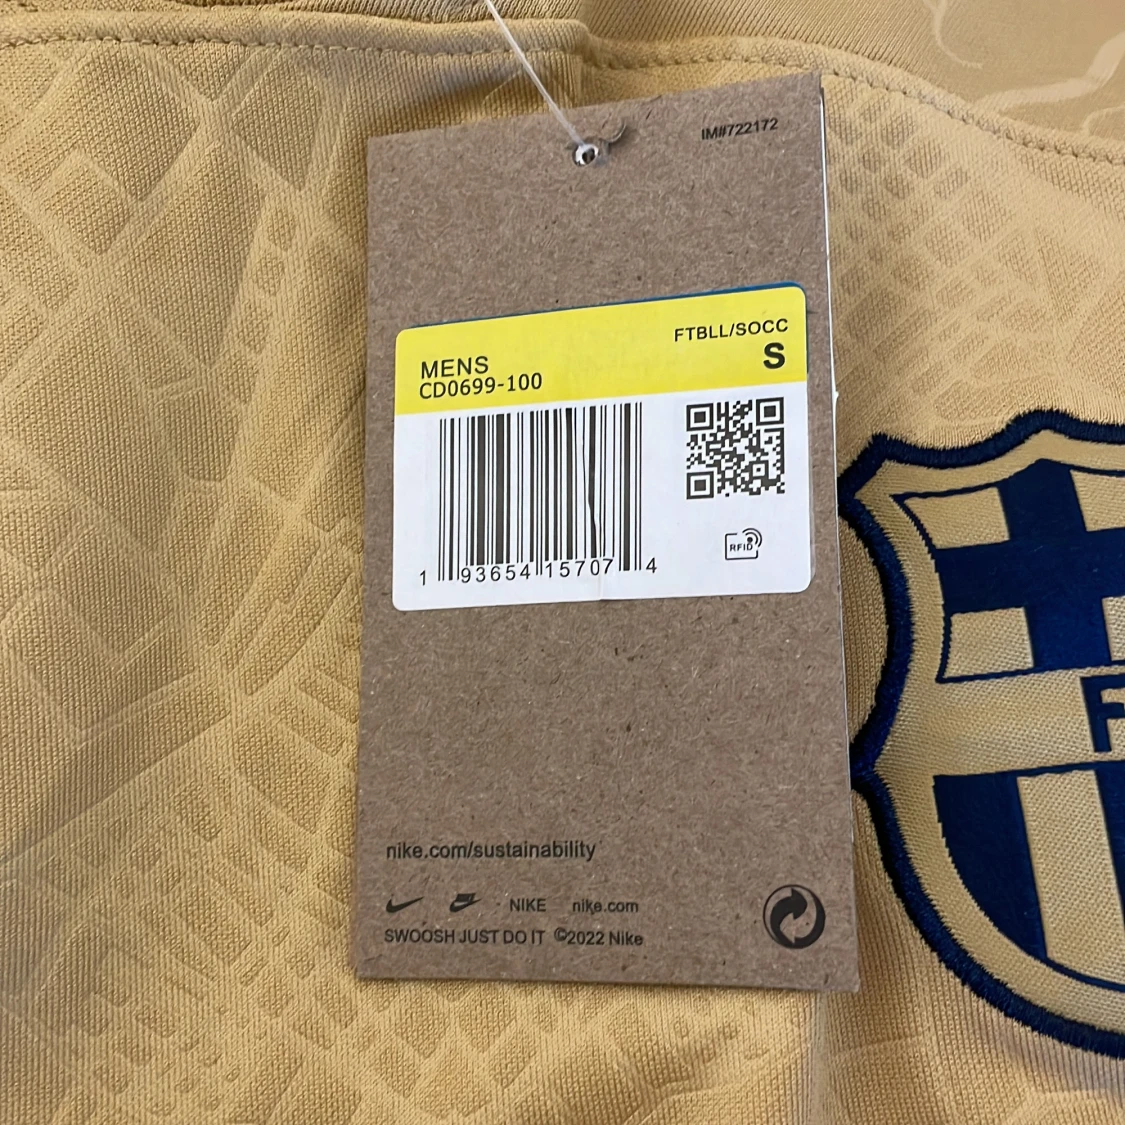 IM#722172
FTBLL/SOCC
MENS
S
CD0699-100
RFID
1 93654 15707 4
nike.com/sustainability
NIKE nike.com
SWOOSH JUST DO IT ©2022 Nike
F